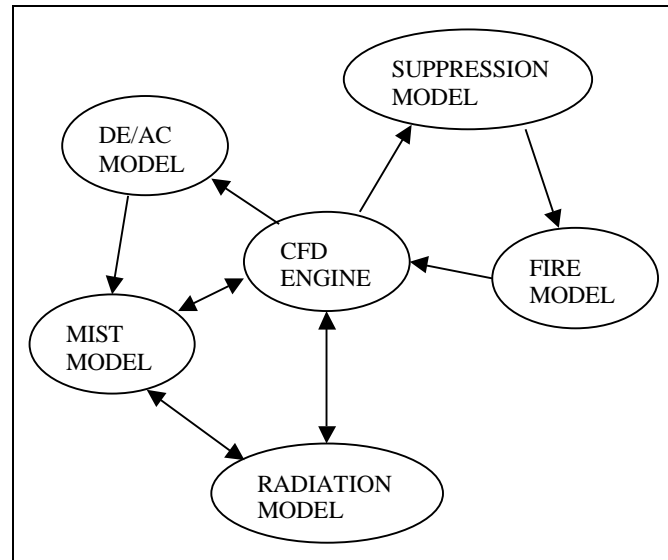 SUPPRESSION
MODEL
DE/AC
MODEL
CFD
ENGINE
FIRE
MODEL
MIST
MODEL
RADIATION
MODEL